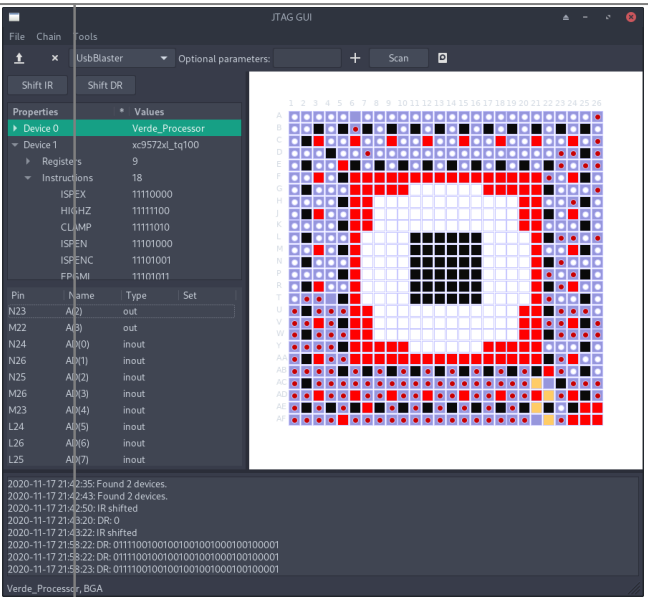 JTAG GUI
File Chain Tools
UsbBlaster Optional parameters: + Scan
Shift IR Shift DR
Properties Values
Device 0 Verde_Processor
Device 1 xc9572xl_tq100
Registers 9
Instructions 18
ISPEX 11110000
HIGHZ 11111100
CLAMP 11111010
ISPEN 11101000
ISPENC 11101001
FPGMI 11101011
Pin Name Type Set
N23 A(2) out
M22 A(3) out
N24 AD(0) inout
N26 AD(1) inout
N25 AD(2) inout
M26 AD(3) inout
M23 AD(4) inout
L24 AD(5) inout
L26 AD(6) inout
L25 AD(7) inout
1 2 3 4 5 6 7 8 9 10 11 12 13 14 15 16 17 18 19 20 21 22 23 24 25 26
A
B
C
D
E
F
G
H
J
K
L
M
N
P
R
T
U
V
W
Y
AA
AB
AC
AD
AE
AF
2020-11-17 21:42:35: Found 2 devices.
2020-11-17 21:42:43: Found 2 devices.
2020-11-17 21:42:50: IR shifted
2020-11-17 21:43:20: DR: 0
2020-11-17 21:43:22: IR shifted
2020-11-17 21:58:22: DR: 01111001001001001001000100100001
2020-11-17 21:58:22: DR: 01111001001001001001000100100001
2020-11-17 21:58:23: DR: 01111001001001001001000100100001
Verde_Processor, BGA